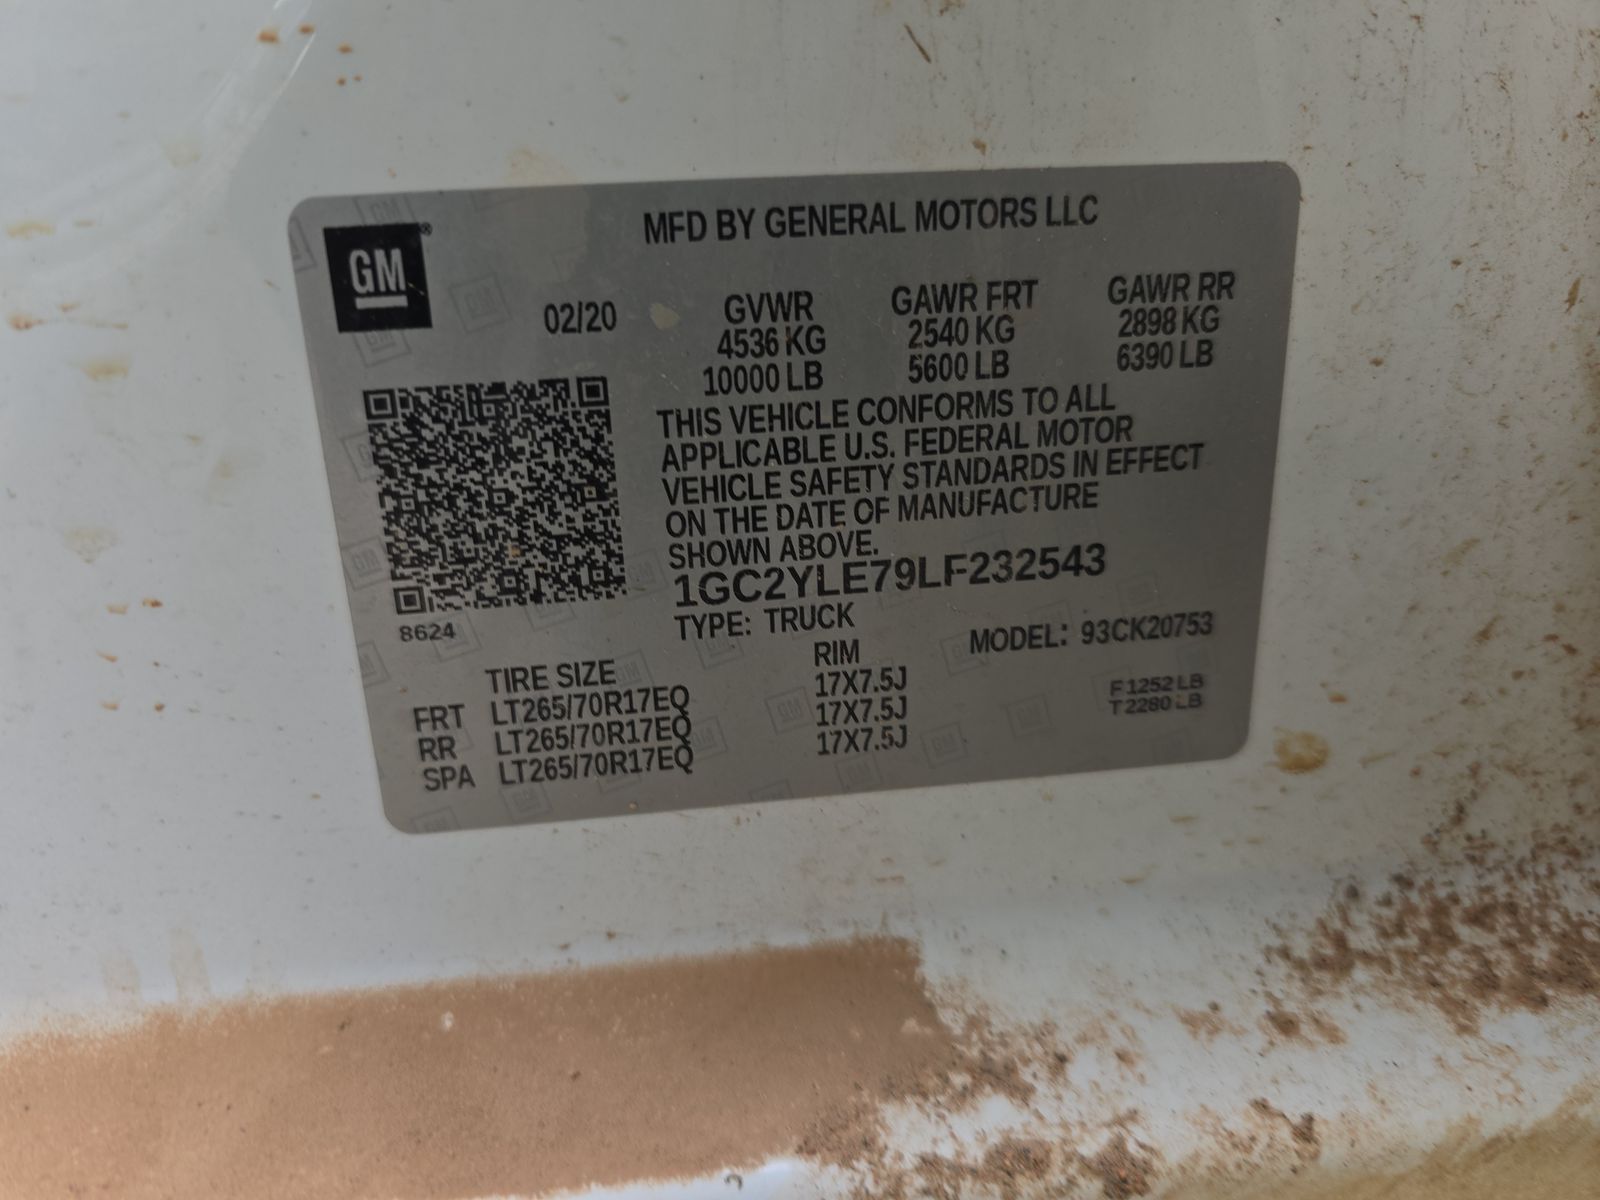 GM®
MFD BY GENERAL MOTORS LLC
02/20
GVWR GAWR FRT GAWR RR
4536 KG 2540 KG 2898 KG
10000 LB 5600 LB 6390 LB
THIS VEHICLE CONFORMS TO ALL
APPLICABLE U.S. FEDERAL MOTOR
VEHICLE SAFETY STANDARDS IN EFFECT
ON THE DATE OF MANUFACTURE
SHOWN ABOVE.
1GC2YLE79LF232543
8624
TYPE: TRUCK MODEL: 93CK20753
TIRE SIZE RIM
FRT LT265/70R17EQ 17X7.5J
RR LT265/70R17EQ 17X7.5J
SPA LT265/70R17EQ 17X7.5J
F 1252 LB
T 2280 LB